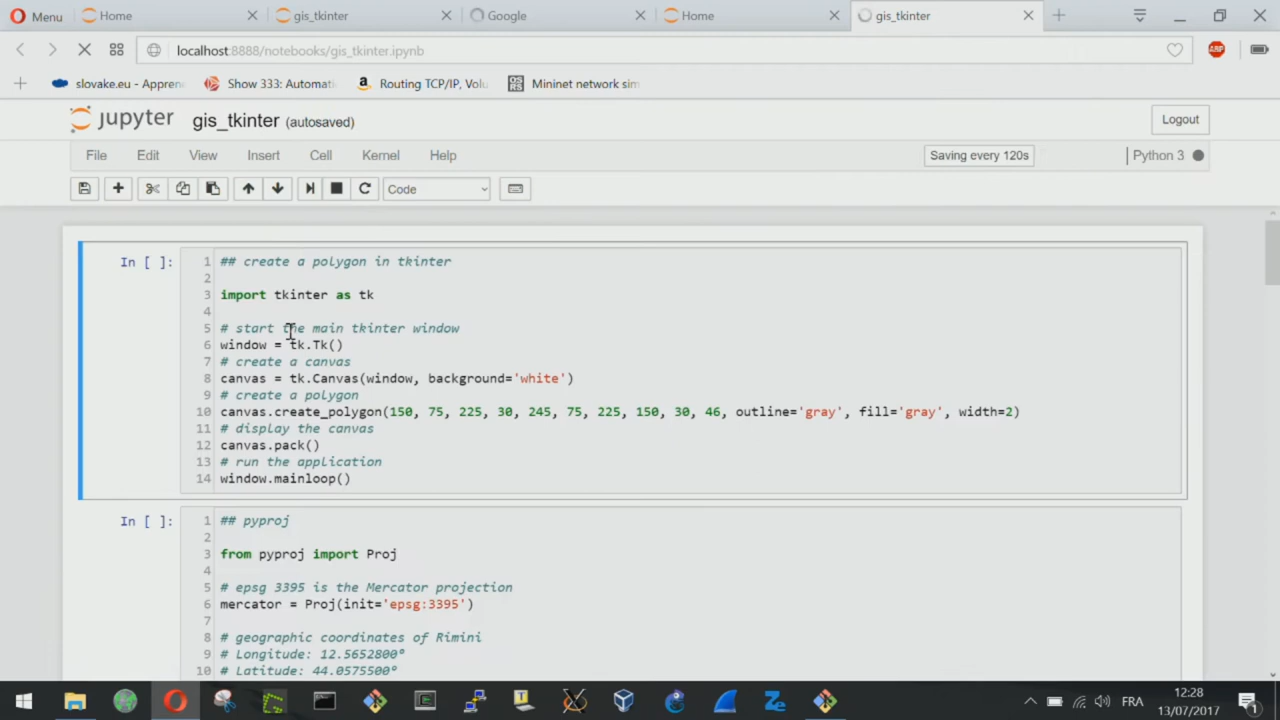 Menu
Home
gis_tkinter
Google
Home
gis_tkinter
localhost:8888/notebooks/gis_tkinter.ipynb
ABP
slovake.eu - Appren
Show 333: Automati
Routing TCP/IP, Volu
Mininet network sim
jupyter gis_tkinter (autosaved)
Logout
File Edit View Insert Cell Kernel Help
Saving every 120s
Python 3
Code
In [ ]:
1 ## create a polygon in tkinter
2
3 import tkinter as tk
4
5 # start the main tkinter window
6 window = tk.Tk()
7 # create a canvas
8 canvas = tk.Canvas(window, background='white')
9 # create a polygon
10 canvas.create_polygon(150, 75, 225, 30, 245, 75, 225, 150, 30, 46, outline='gray', fill='gray', width=2)
11 # display the canvas
12 canvas.pack()
13 # run the application
14 window.mainloop()
In [ ]:
1 ## pyproj
2
3 from pyproj import Proj
4
5 # epsg 3395 is the Mercator projection
6 mercator = Proj(init='epsg:3395')
7
8 # geographic coordinates of Rimini
9 # Longitude: 12.5652800°
10 # Latitude: 44.0575500°
FRA
12:28
13/07/2017
1